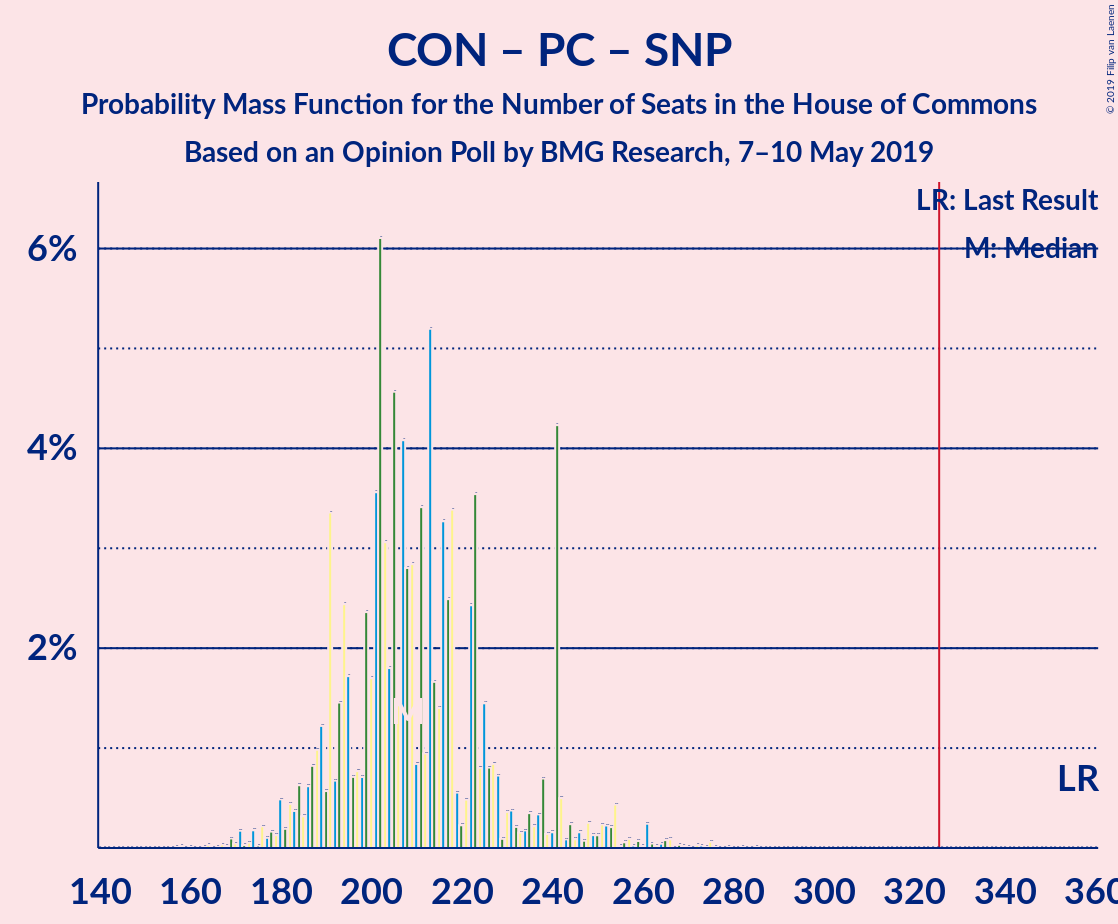 CON – PC – SNP
Probability Mass Function for the Number of Seats in the House of Commons
Based on an Opinion Poll by BMG Research, 7–10 May 2019
© 2019 Filip van Laenen
LR: Last Result
M: Median
6%
4%
2%
M
LR
140 160 180 200 220 240 260 280 300 320 340 360